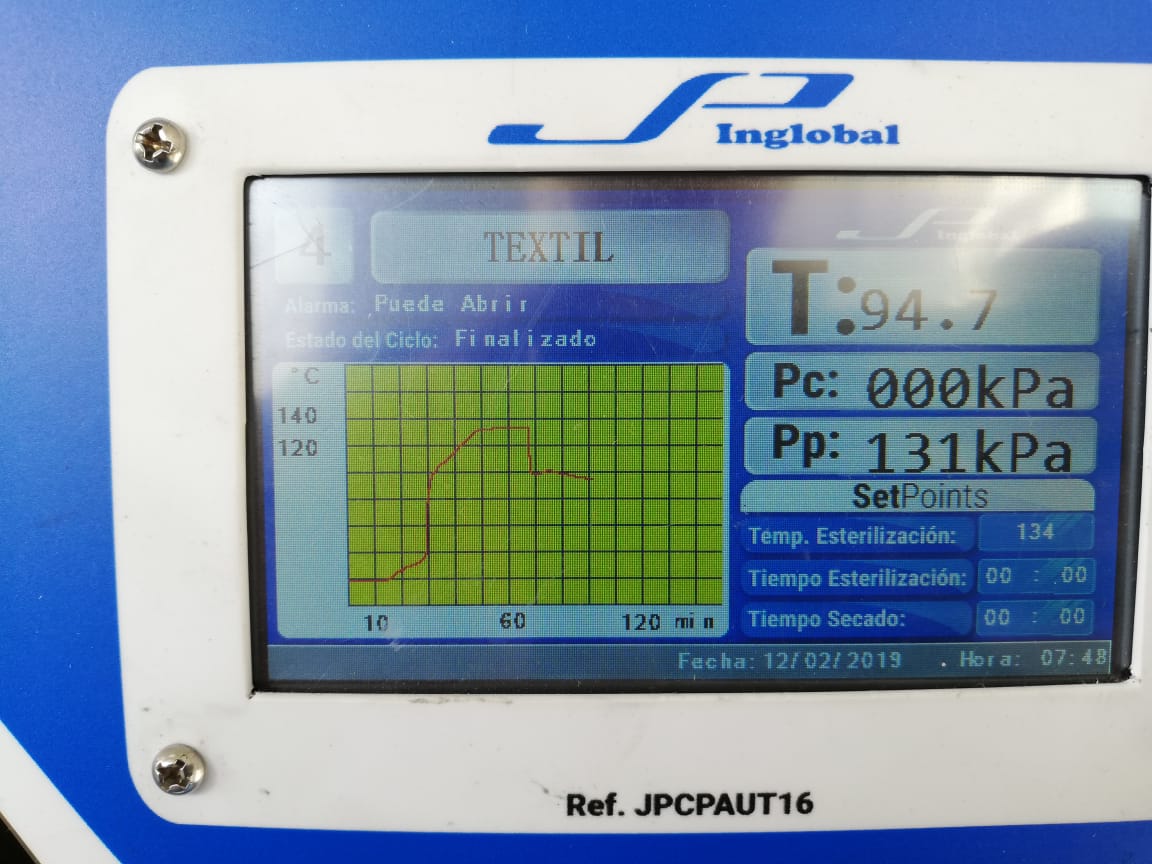 JP
Inglobal
4
TEXTIL
Inglobal
Alarma: Puede Abrir
Estado del Ciclo: Finalizado
T:94.7
Pc: 000kPa
Pp: 131kPa
°C
140
120
10 60 120 min
SetPoints
Temp. Esterilización: 134
Tiempo Esterilización: 00 : 00
Tiempo Secado: 00 : 00
Fecha:12/02/2019 . Hora: 07:48
Ref. JPCPAUT16